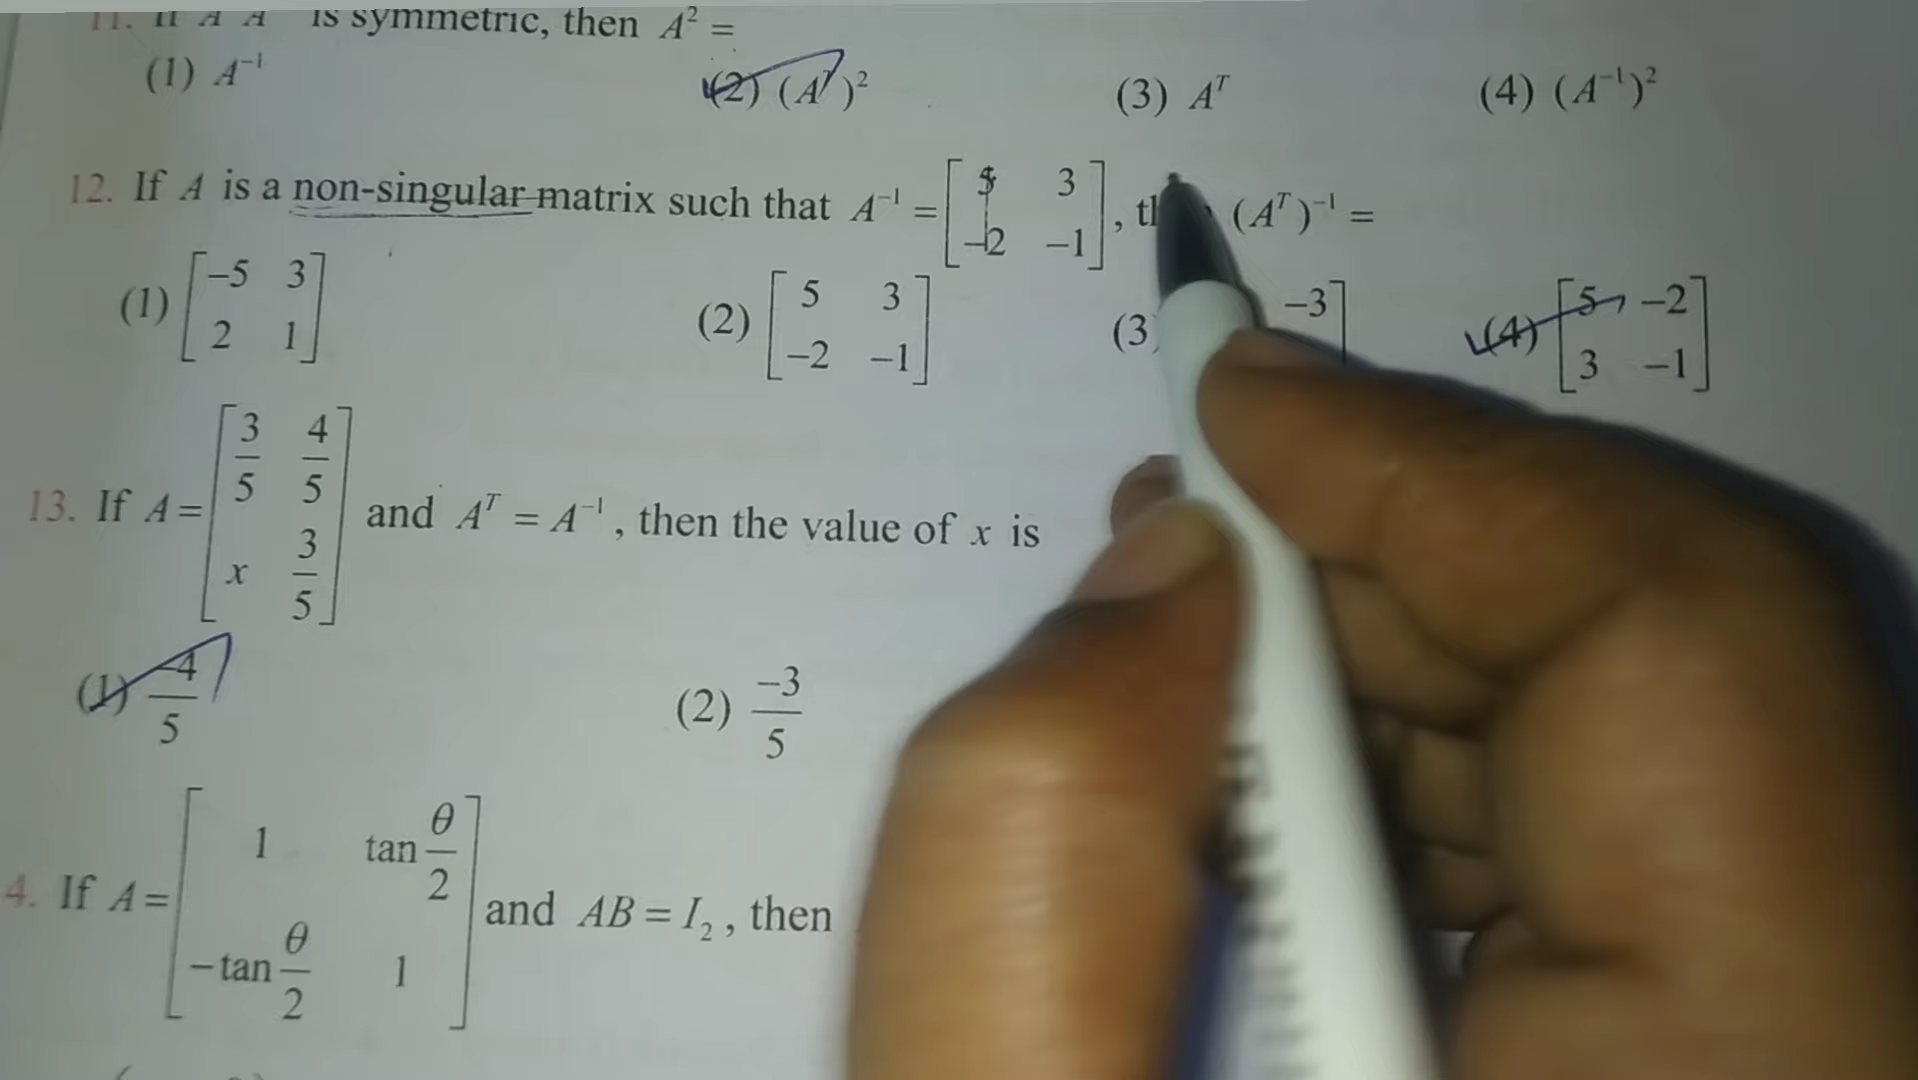 is symmetric, then A² =
(1) A⁻¹ (2) (Aᵀ)² (3) Aᵀ (4) (A⁻¹)²
12. If A is a non-singular matrix such that A⁻¹ = [5 3; -2 -1], (Aᵀ)⁻¹ =
(1) [-5 3; 2 1] (2) [5 3; -2 -1] (3) -3 (4) [5 -2; 3 -1]
13. If A = [3/5 4/5; x 3/5] and Aᵀ = A⁻¹, then the value of x is
(1) -4/5 (2) -3/5
4. If A = [1 tan θ/2; -tan θ/2 1] and AB = I₂, then